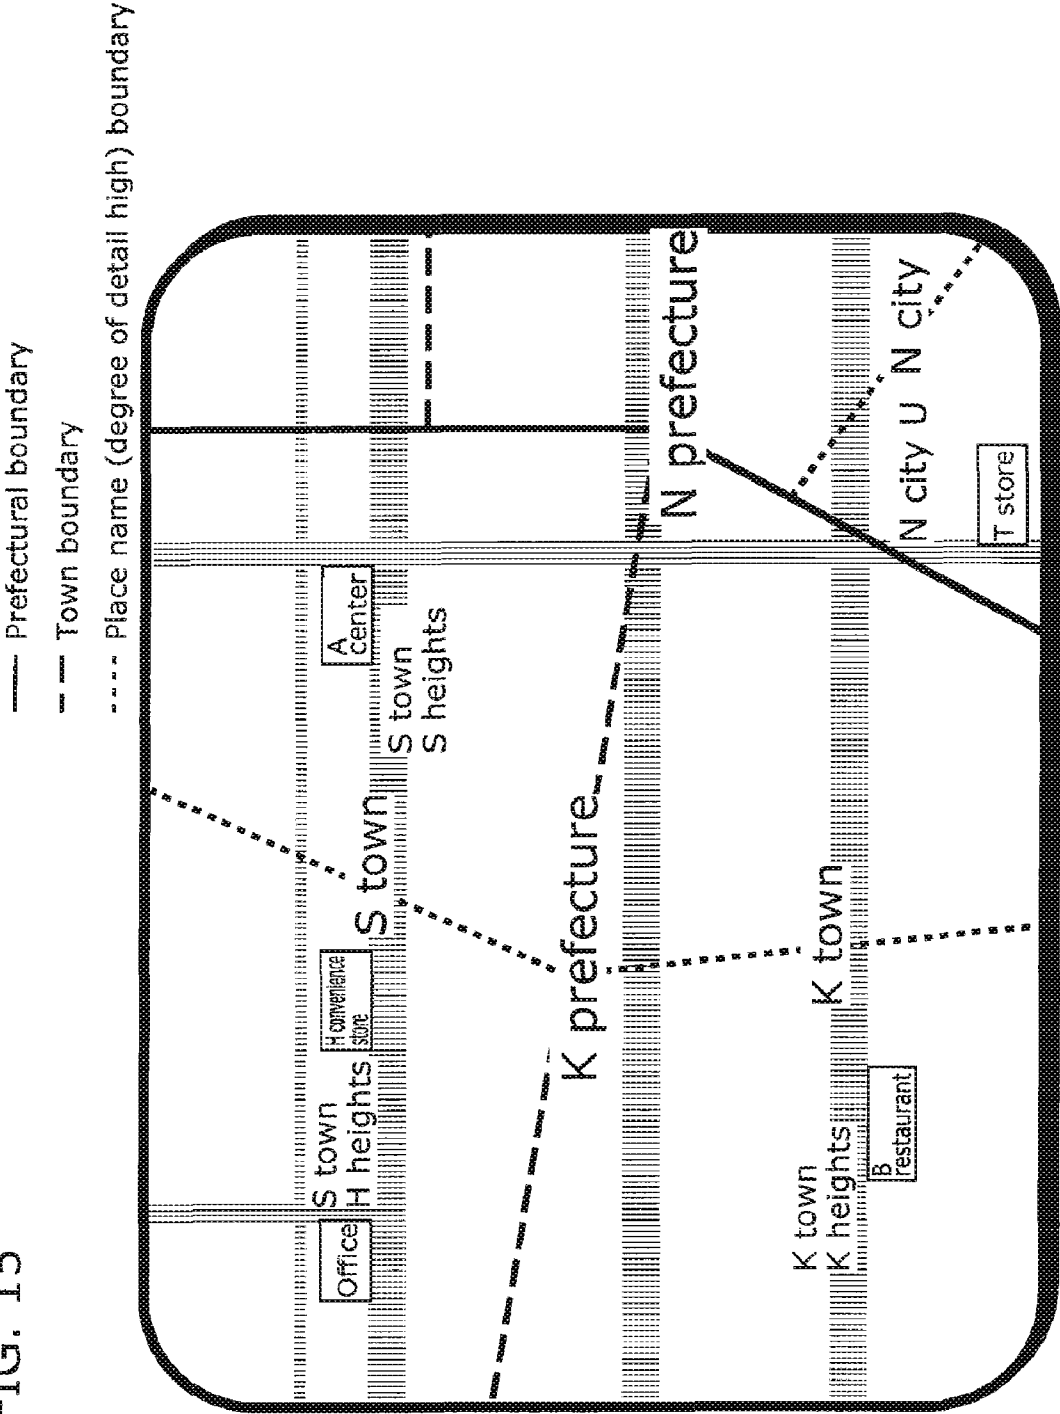 FIG. 15
Prefectural boundary
Town boundary
Place name (degree of detail high) boundary
Office
S town
H heights
H convenience
store
S town
A
center
S town
S heights
K prefecture
N prefecture
K town
K heights
B
restaurant
K town
N city U
N city
T store